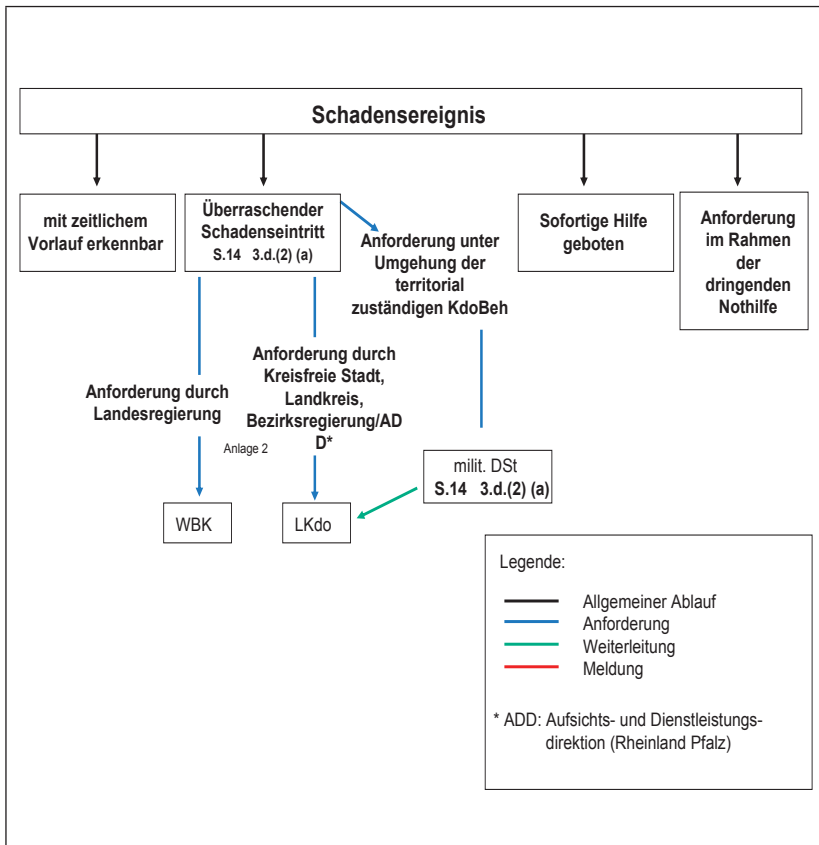 Schadensereignis
mit zeitlichem
Vorlauf erkennbar
Überraschender
Schadenseintritt
S.14 3.d.(2) (a)
Anforderung unter
Umgehung der
territorial
zuständigen KdoBeh
Sofortige Hilfe
geboten
Anforderung
im Rahmen
der
dringenden
Nothilfe
Anforderung durch
Landesregierung
Anforderung durch
Kreisfreie Stadt,
Landkreis,
Bezirksregierung/AD
D*
Anlage 2
milit. DSt
S.14 3.d.(2) (a)
WBK
LKdo
Legende:
Allgemeiner Ablauf
Anforderung
Weiterleitung
Meldung
* ADD: Aufsichts- und Dienstleistungs-
direktion (Rheinland Pfalz)